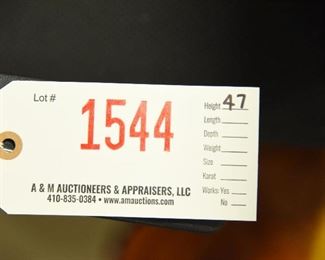 Lot #
1544
Height 47
Length
Depth
Weight
Size
Karat
Works: Yes
No
A & M AUCTIONEERS & APPRAISERS, LLC
410-835-0384 • www.amauctions.com